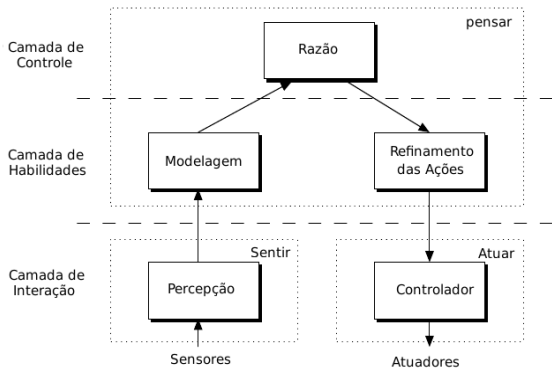 pensar
Camada de
Controle
Razão
Camada de
Habilidades
Modelagem
Refinamento
das Ações
Sentir
Atuar
Camada de
Interação
Percepção
Controlador
Sensores
Atuadores